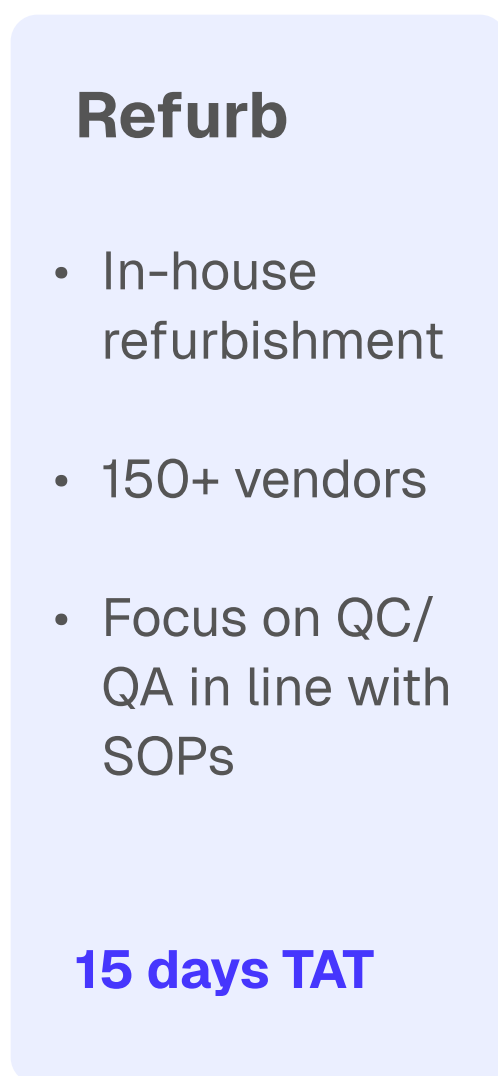 Refurb
• In-house
refurbishment
• 150+ vendors
• Focus on QC/
QA in line with
SOPs
15 days TAT